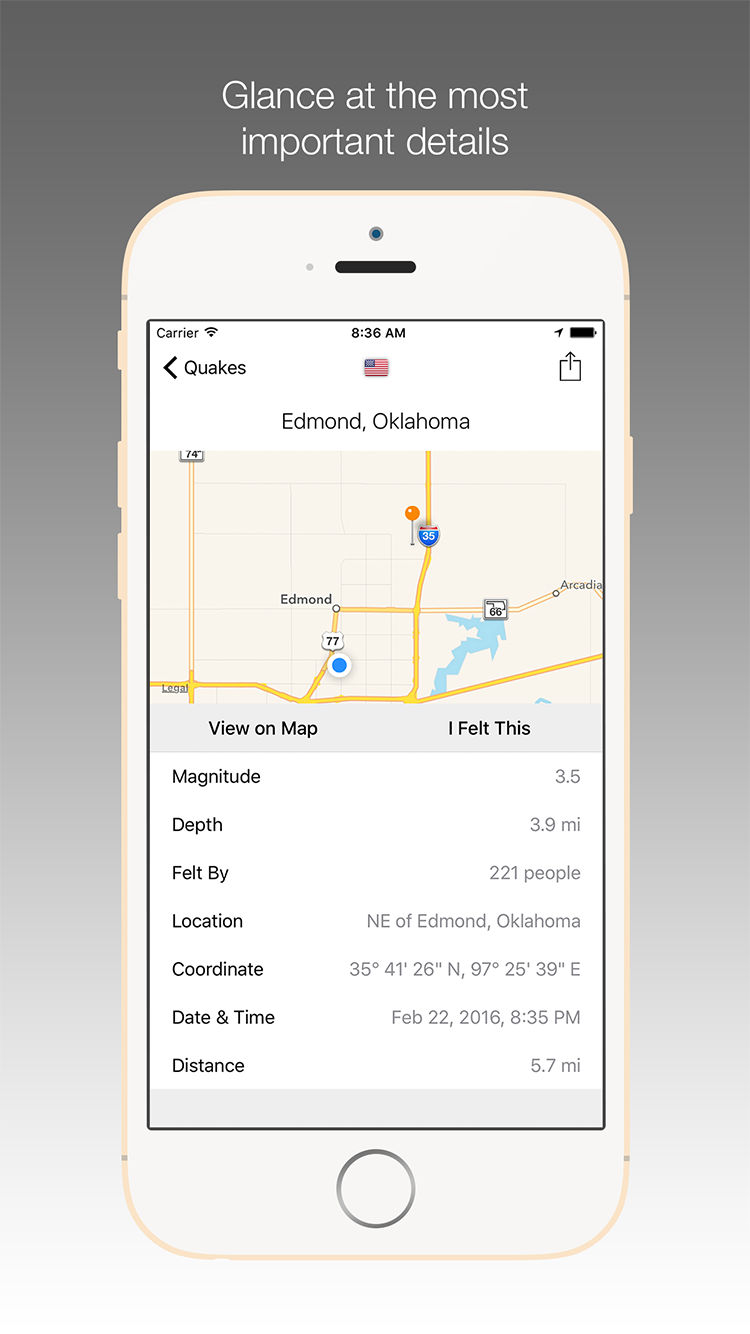 Glance at the most
important details
Carrier
8:36 AM
Quakes
Edmond, Oklahoma
74
35
Arcadia
Edmond
66
77
Legal
View on Map
I Felt This
Magnitude 3.5
Depth 3.9 mi
Felt By 221 people
Location NE of Edmond, Oklahoma
Coordinate 35° 41' 26" N, 97° 25' 39" E
Date & Time Feb 22, 2016, 8:35 PM
Distance 5.7 mi